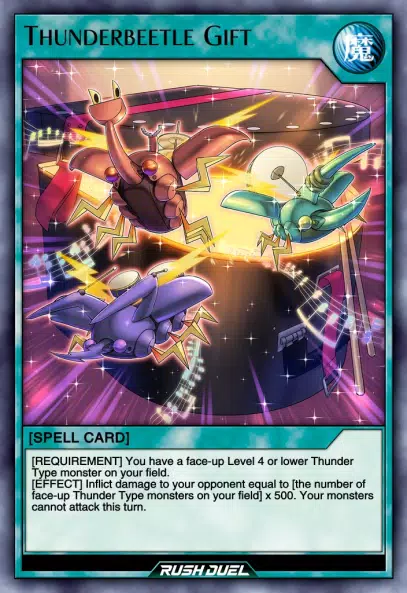 Thunderbeetle Gift
魔
[SPELL CARD]
[REQUIREMENT] You have a face-up Level 4 or lower Thunder
Type monster on your field.
[EFFECT] Inflict damage to your opponent equal to [the number of
face-up Thunder Type monsters on your field] x 500. Your monsters
cannot attack this turn.
RUSH DUEL